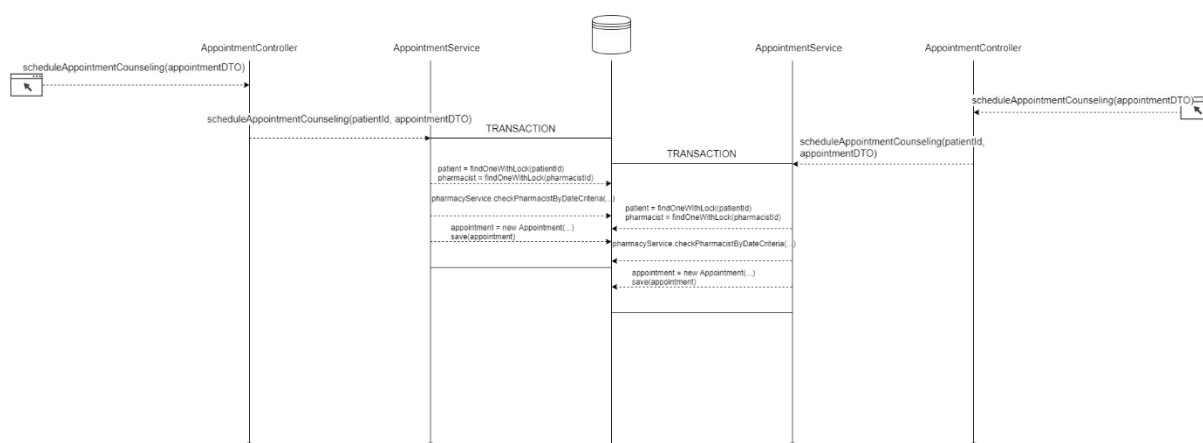 AppointmentController
AppointmentService
AppointmentService
AppointmentController
scheduleAppointmentCounseling(appointmentDTO)
scheduleAppointmentCounseling(appointmentDTO)
scheduleAppointmentCounseling(patientId, appointmentDTO)
TRANSACTION
scheduleAppointmentCounseling(patientId,
appointmentDTO)
TRANSACTION
patient = findOneWithLock(patientId)
pharmacist = findOneWithLock(pharmacistId)
pharmacyService.checkPharmacistByDateCriteria(...)
patient = findOneWithLock(patientId)
pharmacist = findOneWithLock(pharmacistId)
appointment = new Appointment(...)
save(appointment)
pharmacyService.checkPharmacistByDateCriteria(...)
appointment = new Appointment(...)
save(appointment)